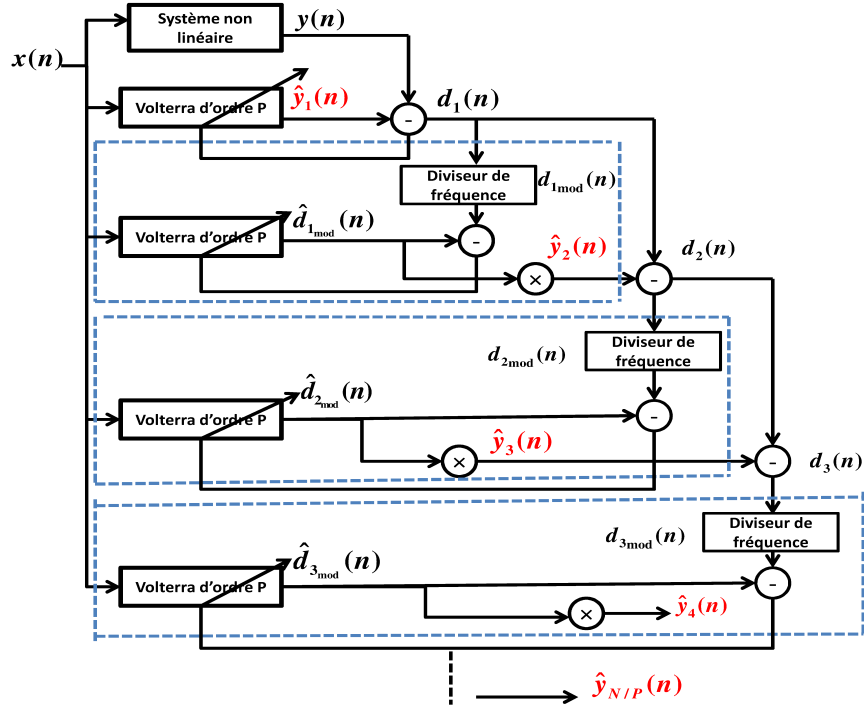 Système non
linéaire
y(n)
x(n)
Volterra d'ordre P
ŷ₁(n)
-
d₁(n)
Diviseur de
fréquence
d₁mod(n)
Volterra d'ordre P
d̂₁mod(n)
-
×
ŷ₂(n)
-
d₂(n)
Diviseur de
fréquence
d₂mod(n)
Volterra d'ordre P
d̂₂mod(n)
-
×
ŷ₃(n)
-
d₃(n)
Diviseur de
fréquence
d₃mod(n)
Volterra d'ordre P
d̂₃mod(n)
-
×
ŷ₄(n)
ŷN/P(n)